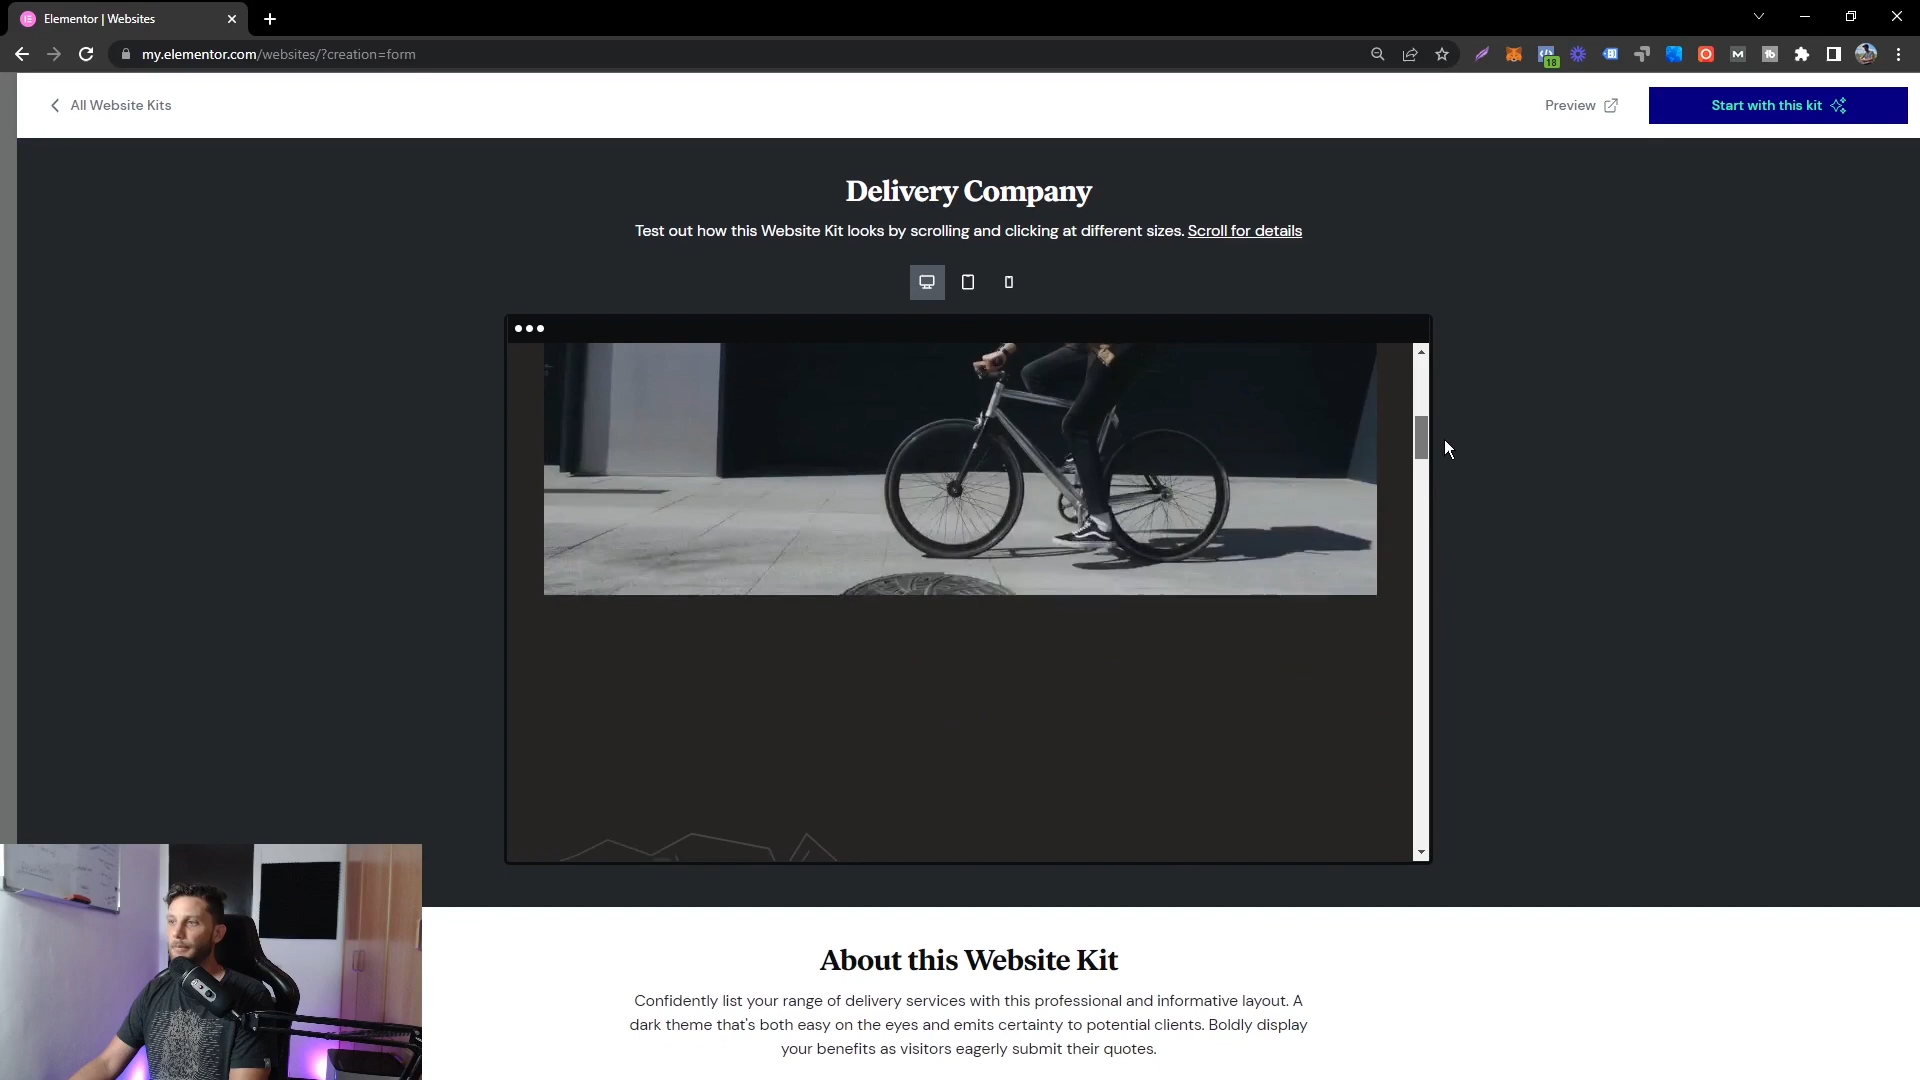 Elementor | Websites
my.elementor.com/websites/?creation=form
18
All Website Kits
Preview
Start with this kit
Delivery Company
Test out how this Website Kit looks by scrolling and clicking at different sizes. Scroll for details
About this Website Kit
Confidently list your range of delivery services with this professional and informative layout. A
dark theme that's both easy on the eyes and emits certainty to potential clients. Boldly display
your benefits as visitors eagerly submit their quotes.